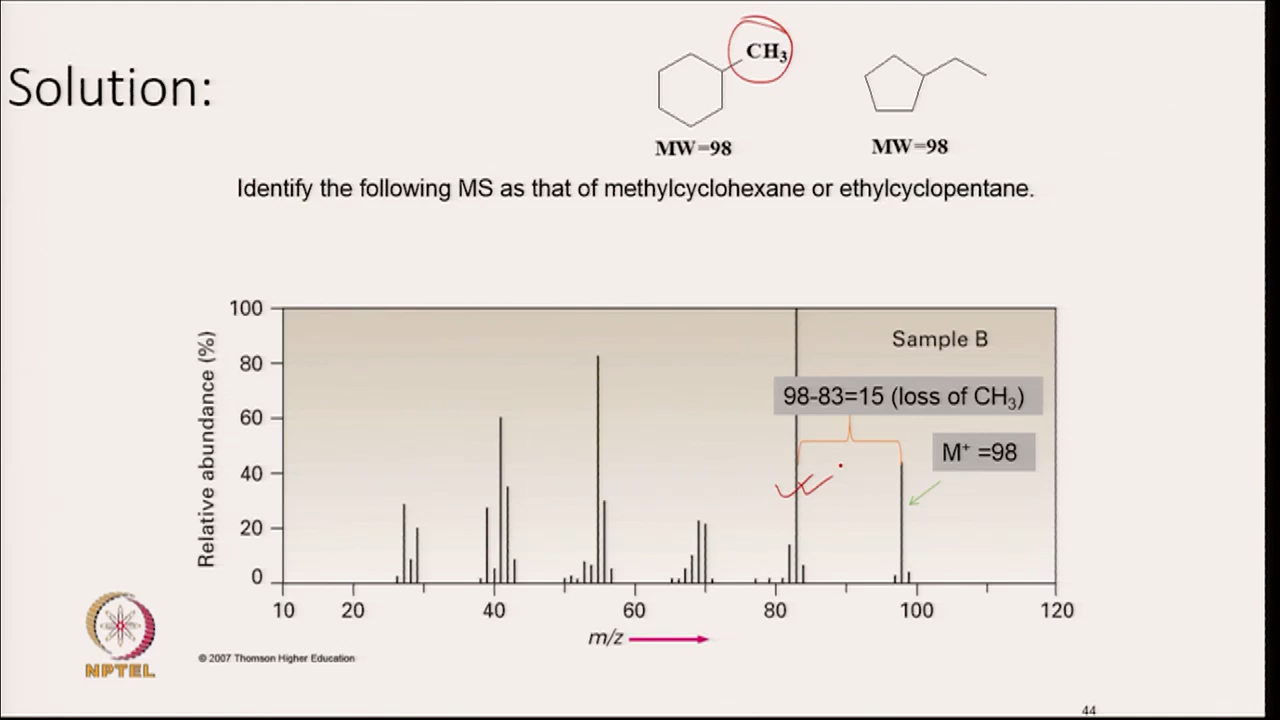 CH₃
Solution:
MW=98
MW=98
Identify the following MS as that of methylcyclohexane or ethylcyclopentane.
Relative abundance (%)
100
80
60
40
20
0
Sample B
98-83=15 (loss of CH₃)
M⁺ =98
10 20 40 60 80 100 120
m/z
NPTEL
© 2007 Thomson Higher Education
44